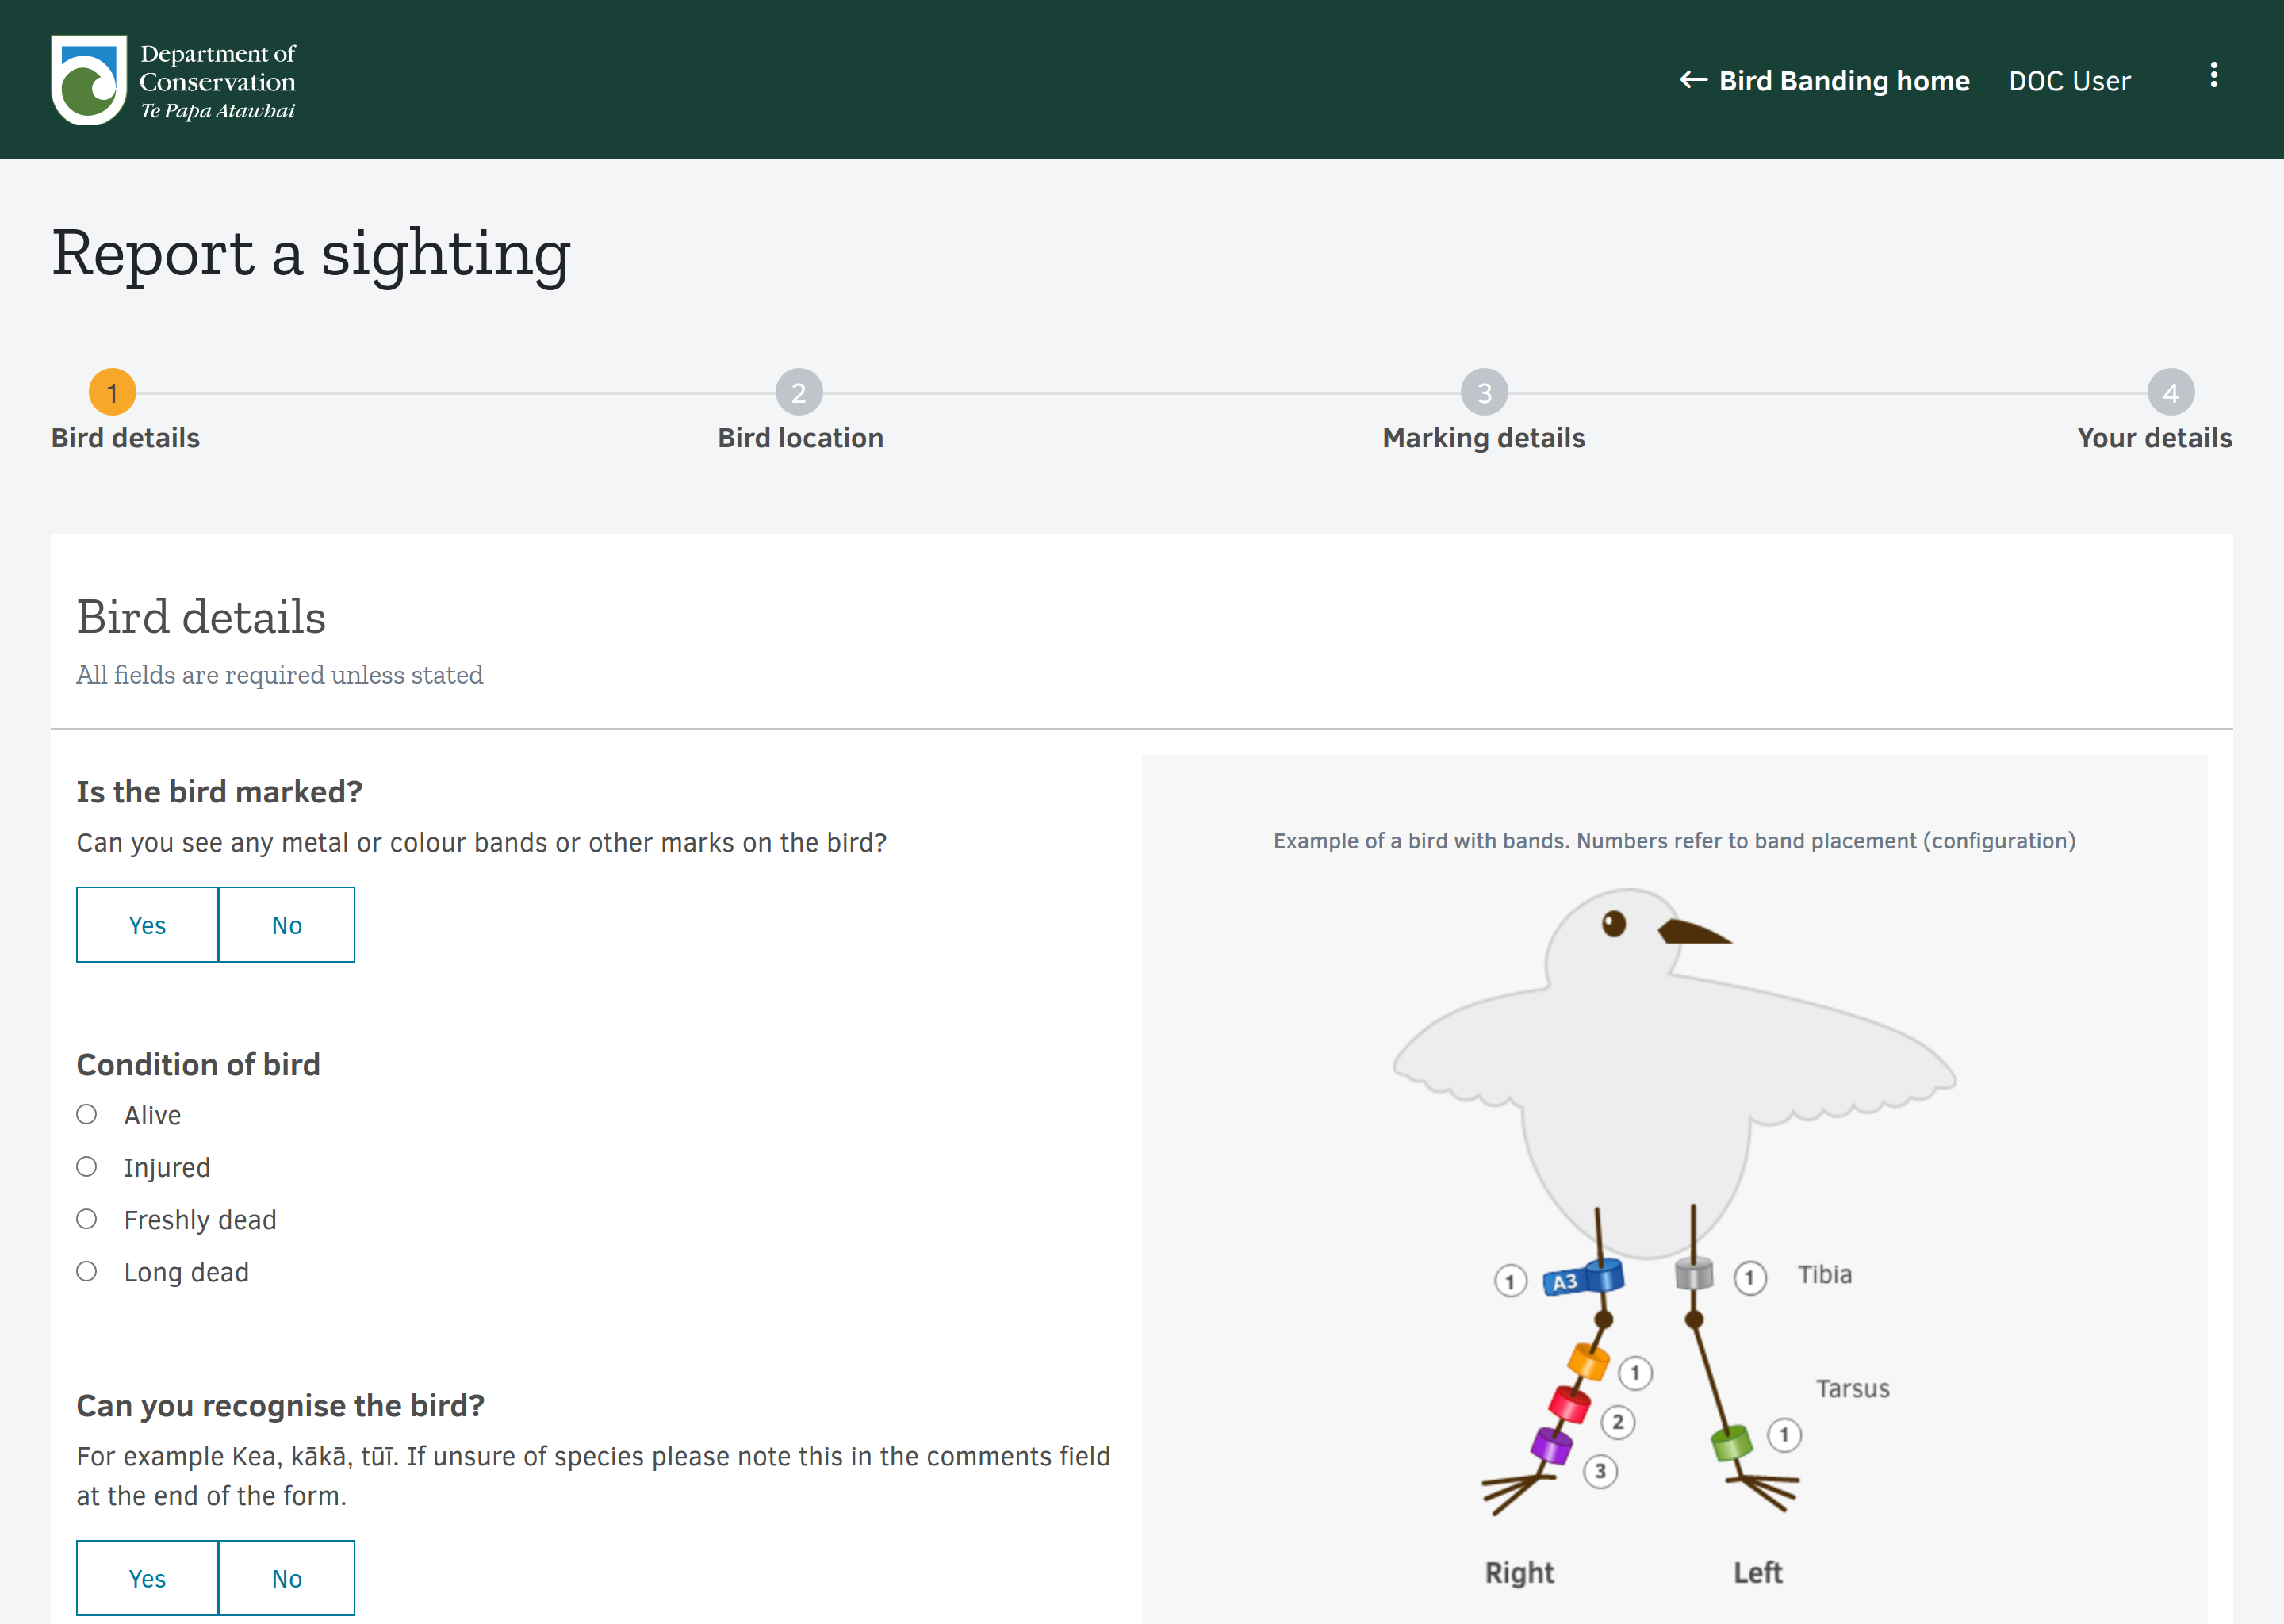 Department of
Conservation
Te Papa Atawhai
← Bird Banding home
DOC User
Report a sighting
1
Bird details
2
Bird location
3
Marking details
4
Your details
Bird details
All fields are required unless stated
Is the bird marked?
Can you see any metal or colour bands or other marks on the bird?
Yes
No
Condition of bird
Alive
Injured
Freshly dead
Long dead
Can you recognise the bird?
For example Kea, kākā, tūī. If unsure of species please note this in the comments field
at the end of the form.
Yes
No
Example of a bird with bands. Numbers refer to band placement (configuration)
1
A3
1
Tibia
1
Tarsus
2
1
3
Right
Left